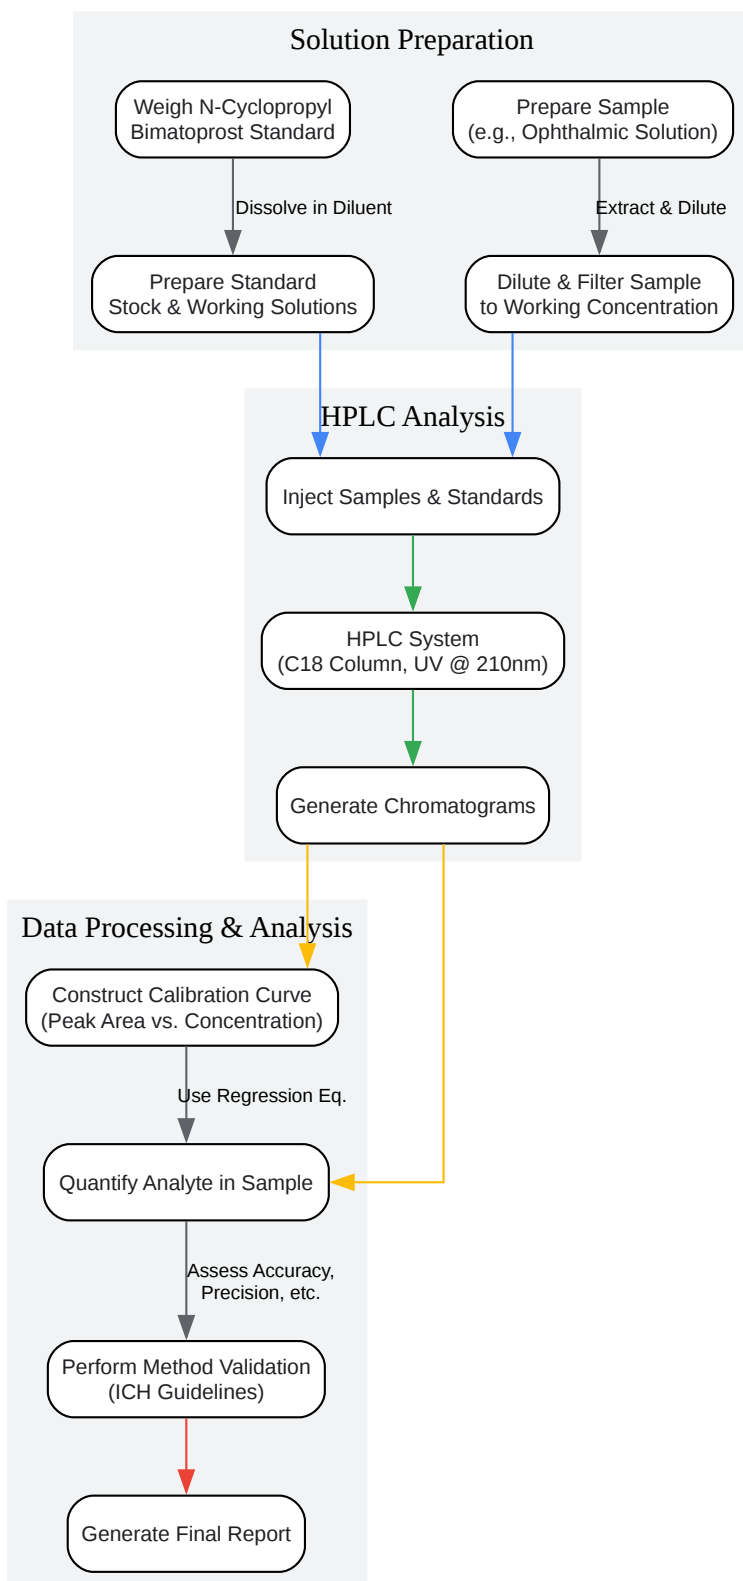 Solution Preparation
Weigh N-Cyclopropyl
Bimatoprost Standard
Prepare Sample
(e.g., Ophthalmic Solution)
Dissolve in Diluent
Extract & Dilute
Prepare Standard
Stock & Working Solutions
Dilute & Filter Sample
to Working Concentration
HPLC Analysis
Inject Samples & Standards
HPLC System
(C18 Column, UV @ 210nm)
Generate Chromatograms
Data Processing & Analysis
Construct Calibration Curve
(Peak Area vs. Concentration)
Use Regression Eq.
Quantify Analyte in Sample
Assess Accuracy,
Precision, etc.
Perform Method Validation
(ICH Guidelines)
Generate Final Report